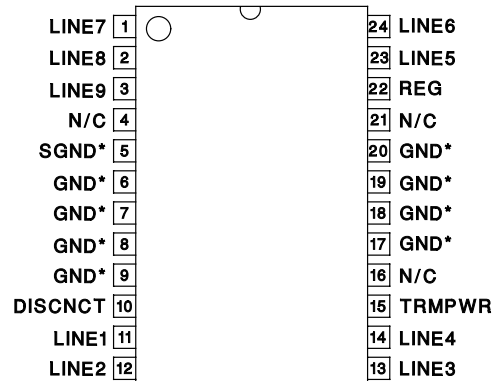 LINE7 1 24 LINE6
LINE8 2 23 LINE5
LINE9 3 22 REG
N/C 4 21 N/C
SGND* 5 20 GND*
GND* 6 19 GND*
GND* 7 18 GND*
GND* 8 17 GND*
GND* 9 16 N/C
DISCNCT 10 15 TRMPWR
LINE1 11 14 LINE4
LINE2 12 13 LINE3